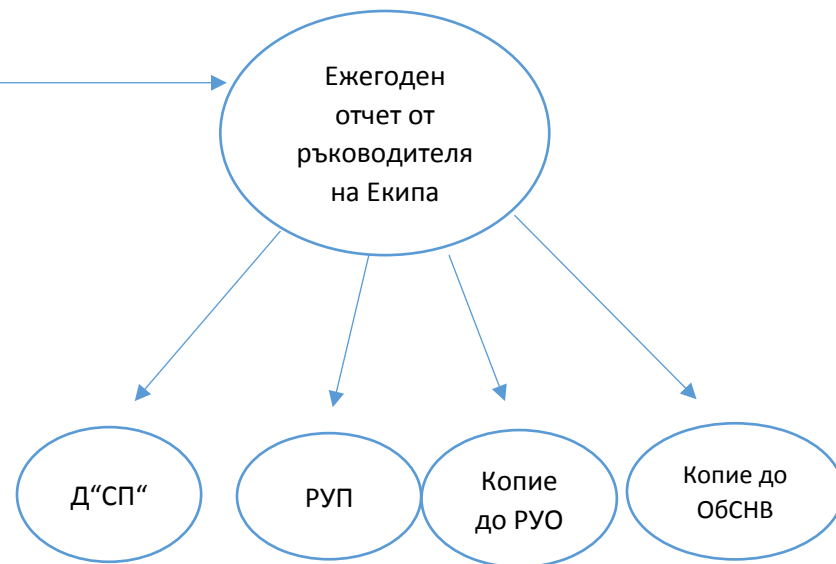 Ежегоден
отчет от
ръководителя
на Екипа
Д“СП“
РУП
Копие
до РУО
Копие до
ОбСНВ